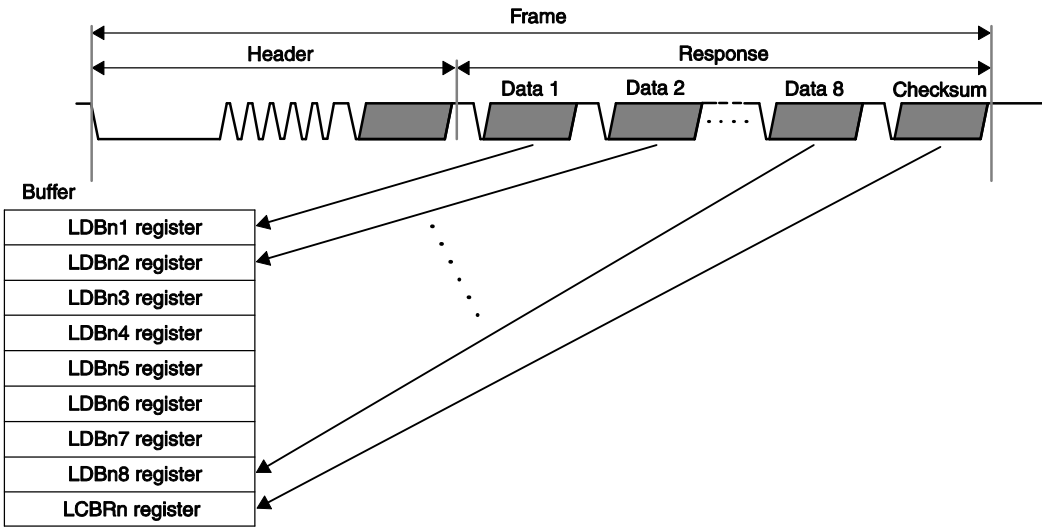 Frame
Header
Response
Data 1
Data 2
Data 8
Checksum
Buffer
LDBn1 register
LDBn2 register
LDBn3 register
LDBn4 register
LDBn5 register
LDBn6 register
LDBn7 register
LDBn8 register
LCBRn register